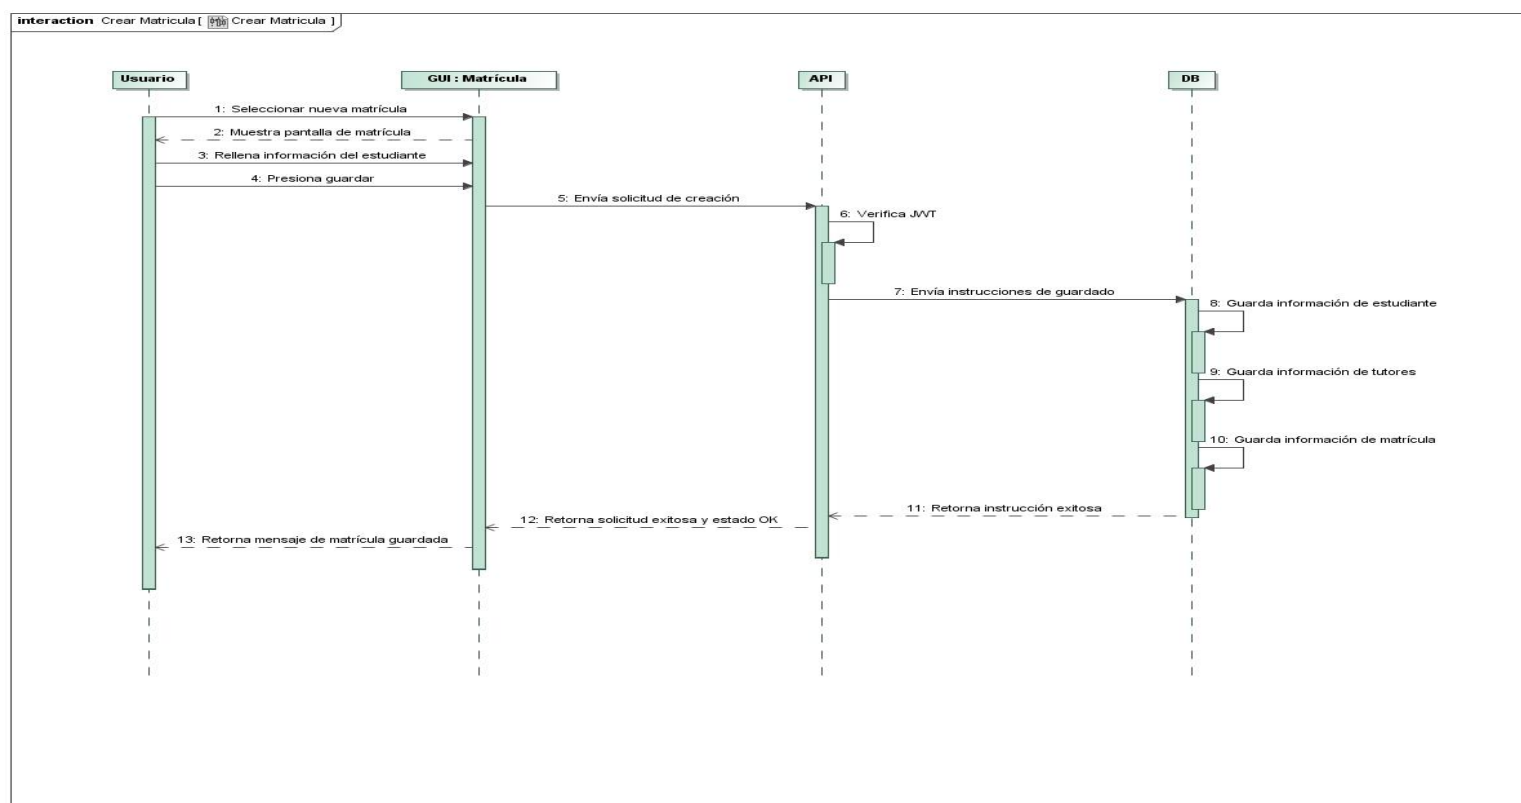 interaction Crear Matricula [ Crear Matricula ]
Usuario
GUI : Matrícula
API
DB
1: Seleccionar nueva matrícula
2: Muestra pantalla de matrícula
3: Rellena información del estudiante
4: Presiona guardar
5: Envía solicitud de creación
6: Verifica JWT
7: Envía instrucciones de guardado
8: Guarda información de estudiante
9: Guarda información de tutores
10: Guarda información de matrícula
11: Retorna instrucción exitosa
12: Retorna solicitud exitosa y estado OK
13: Retorna mensaje de matrícula guardada